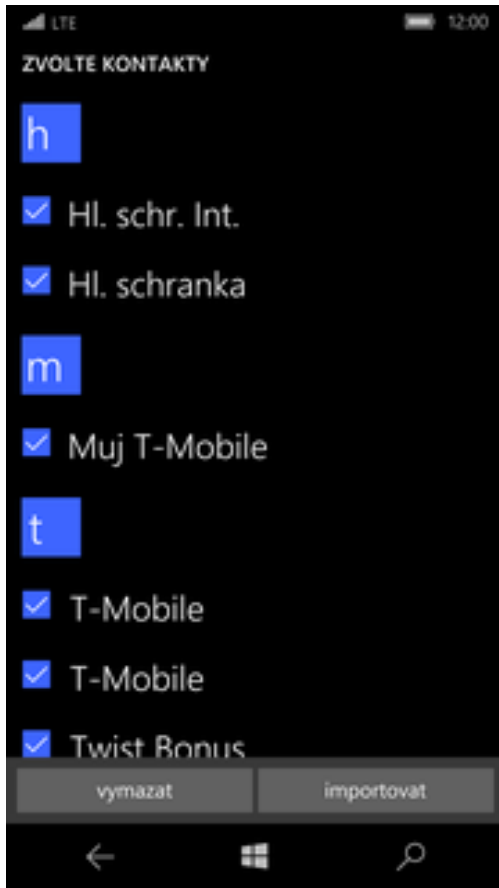 LTE 12:00
ZVOLTE KONTAKTY
h
Hl. schr. Int.
Hl. schranka
m
Muj T-Mobile
t
T-Mobile
T-Mobile
Twist Bonus
vymazat importovat